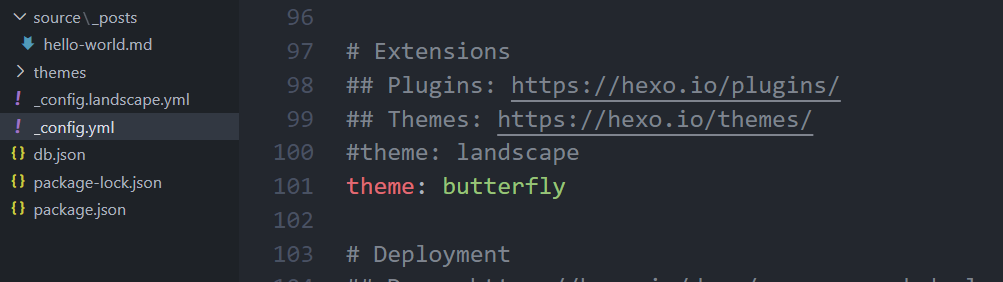 source\_posts
hello-world.md
themes
_config.landscape.yml
_config.yml
db.json
package-lock.json
package.json
96
97 # Extensions
98 ## Plugins: https://hexo.io/plugins/
99 ## Themes: https://hexo.io/themes/
100 #theme: landscape
101 theme: butterfly
102
103 # Deployment